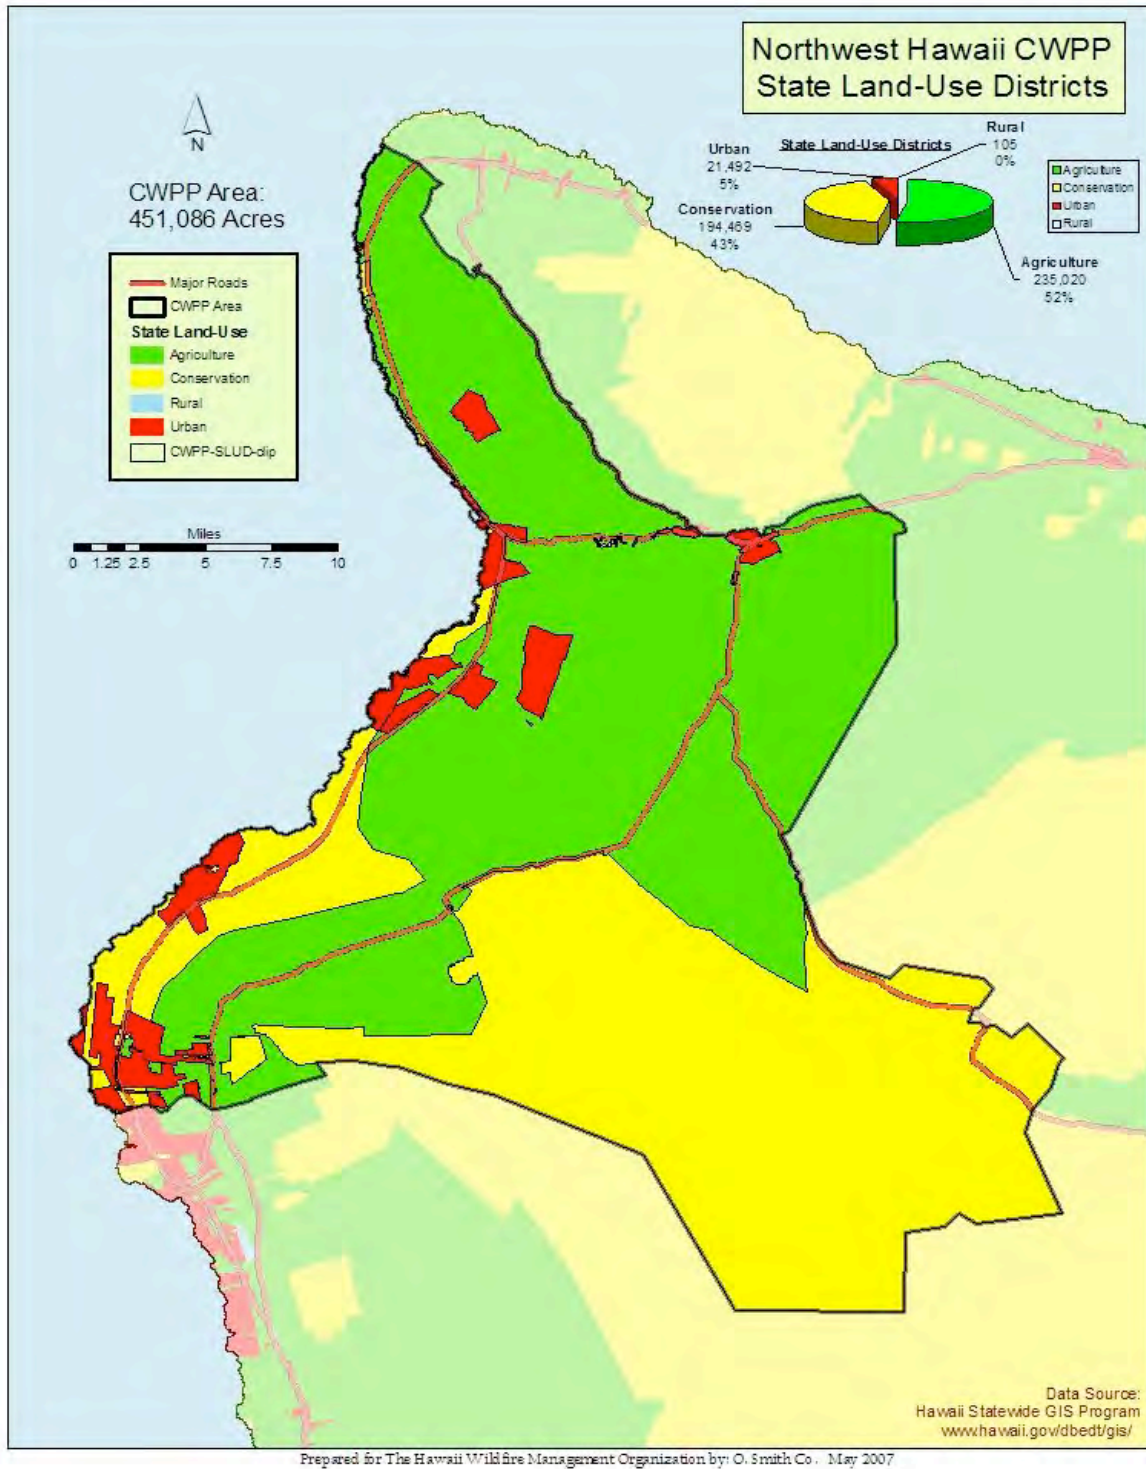 Northwest Hawaii CWPP
State Land-Use Districts
N
CWPP Area:
451,086 Acres
State Land-Use Districts
Rural
105
0%
Urban
21,492
5%
Conservation
194,469
43%
Agriculture
235,020
52%
Agriculture
Conservation
Urban
Rural
Major Roads
CWPP Area
State Land-Use
Agriculture
Conservation
Rural
Urban
CWPP-SLUD-clip
Miles
0 1.25 2.5 5 7.5 10
Data Source:
Hawaii Statewide GIS Program
www.hawaii.gov/dbedt/gis/
Prepared for The Hawaii Wildfire Management Organization by: O. Smith Co. May 2007